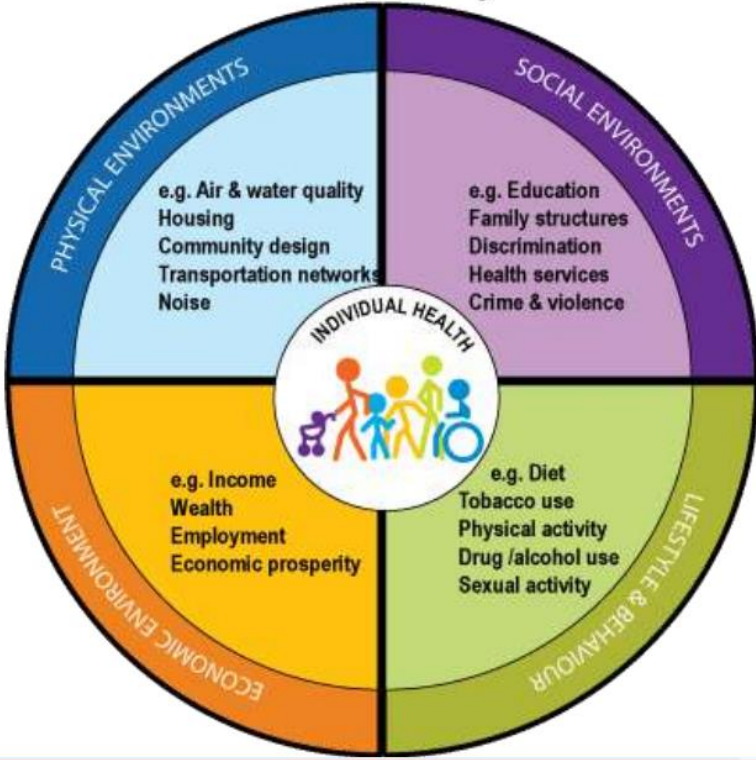 PHYSICAL ENVIRONMENTS
e.g. Air & water quality
Housing
Community design
Transportation networks
Noise
SOCIAL ENVIRONMENTS
e.g. Education
Family structures
Discrimination
Health services
Crime & violence
INDIVIDUAL HEALTH
ECONOMIC ENVIRONMENT
e.g. Income
Wealth
Employment
Economic prosperity
LIFESTYLE & BEHAVIOUR
e.g. Diet
Tobacco use
Physical activity
Drug /alcohol use
Sexual activity